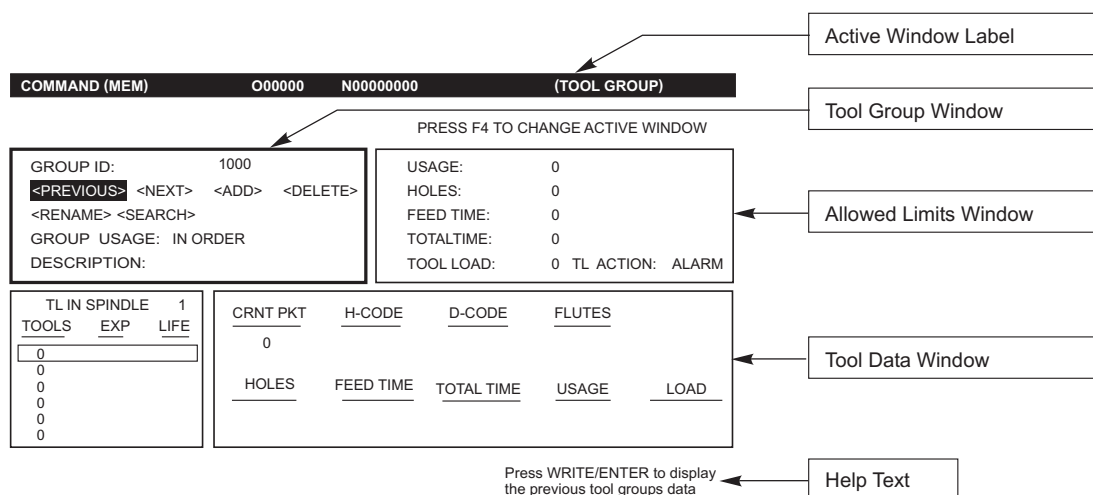 Active Window Label
COMMAND (MEM) O00000 N00000000 (TOOL GROUP)
Tool Group Window
PRESS F4 TO CHANGE ACTIVE WINDOW
GROUP ID: 1000
<PREVIOUS> <NEXT> <ADD> <DELETE>
<RENAME> <SEARCH>
GROUP USAGE: IN ORDER
DESCRIPTION:
USAGE: 0
HOLES: 0
FEED TIME: 0
TOTALTIME: 0
TOOL LOAD: 0 TL ACTION: ALARM
Allowed Limits Window
TL IN SPINDLE 1
TOOLS EXP LIFE
0
0
0
0
0
0
CRNT PKT H-CODE D-CODE FLUTES
0
HOLES FEED TIME TOTAL TIME USAGE LOAD
Tool Data Window
Press WRITE/ENTER to display
the previous tool groups data
Help Text